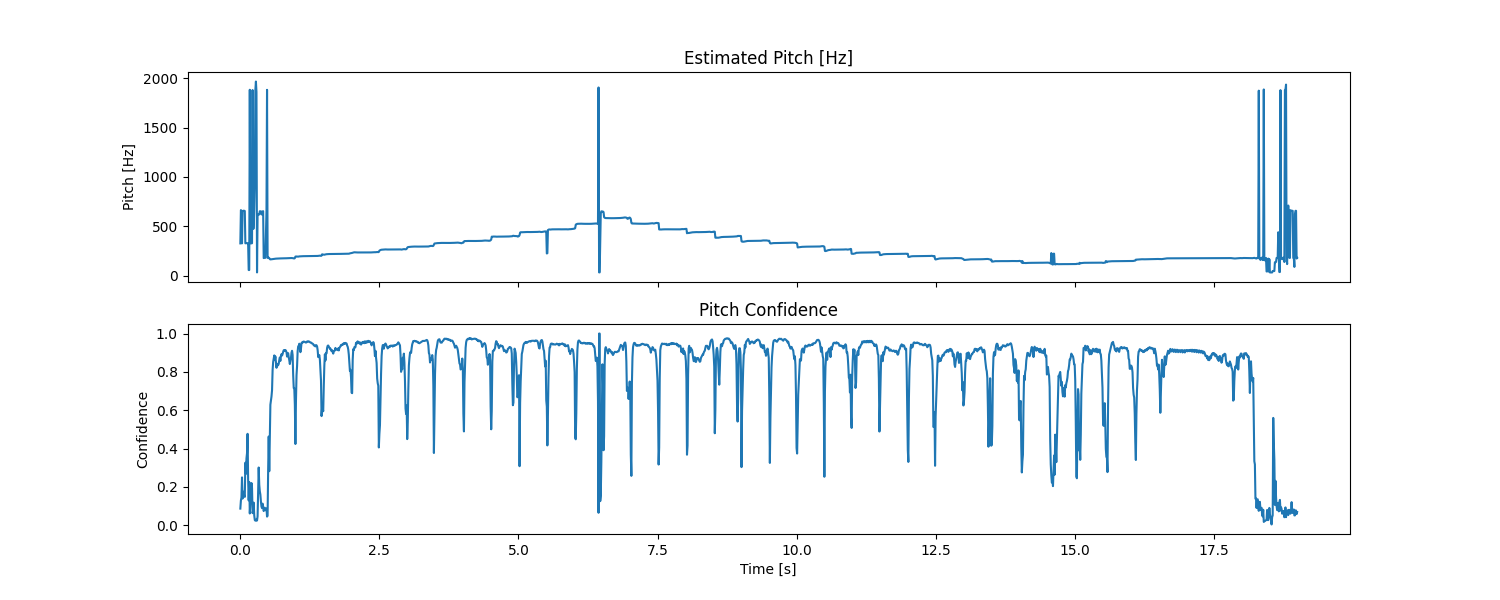 Estimated Pitch [Hz]
Pitch [Hz]
2000
1500
1000
500
0
Pitch Confidence
Confidence
1.0
0.8
0.6
0.4
0.2
0.0
0.0 2.5 5.0 7.5 10.0 12.5 15.0 17.5
Time [s]